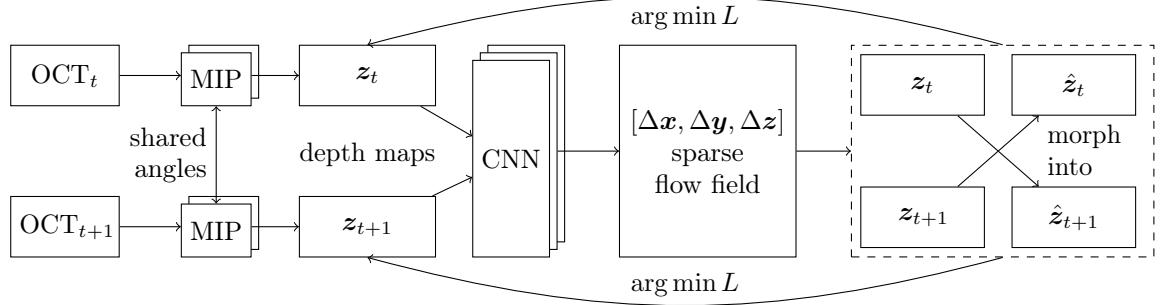 arg min L
OCT_t
MIP
z_t
shared
angles
depth maps
CNN
[Δx, Δy, Δz]
sparse
flow field
z_t
ẑ_t
morph
into
OCT_{t+1}
MIP
z_{t+1}
z_{t+1}
ẑ_{t+1}
arg min L